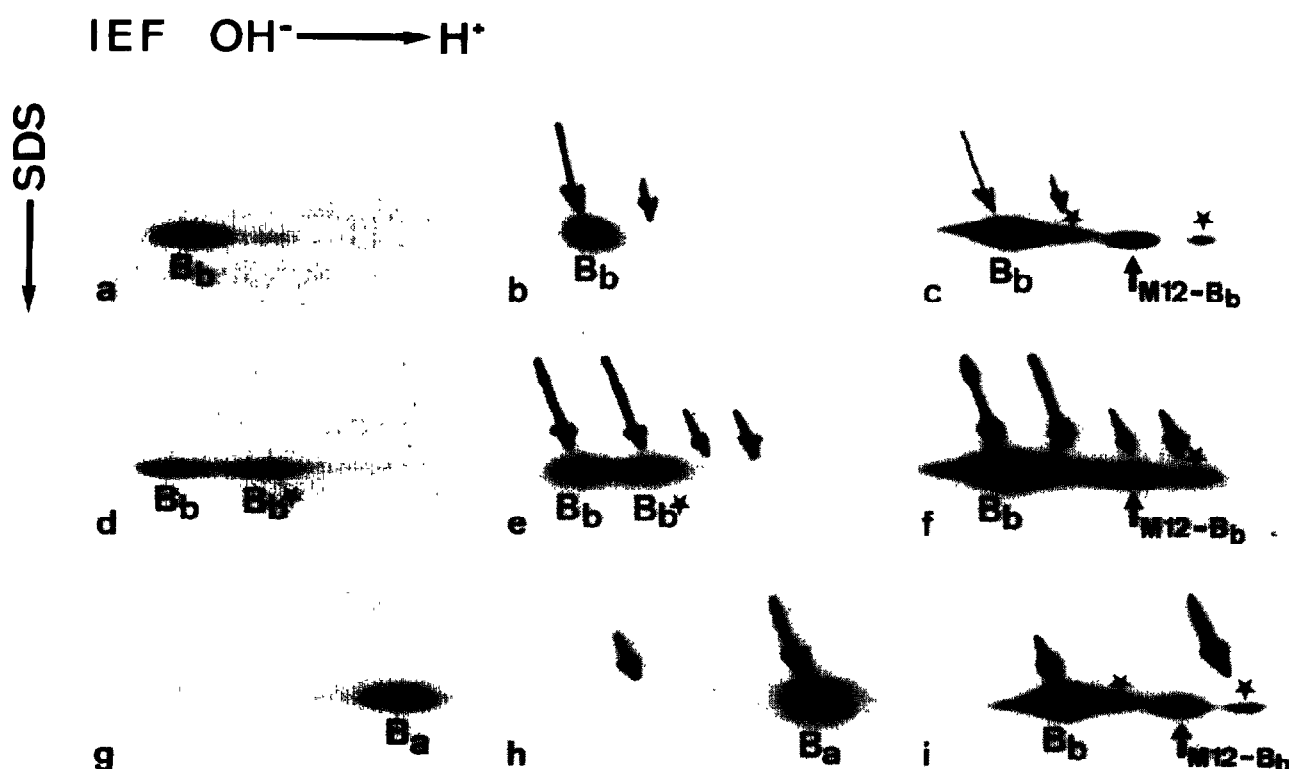 IEF OH⁻ → H⁺
SDS
a Bb
b Bb
c Bb M12-Bb
d Bb Bb*
e Bb Bb*
f Bb M12-Bb
g Ba
h Ba
i Bb M12-Bb